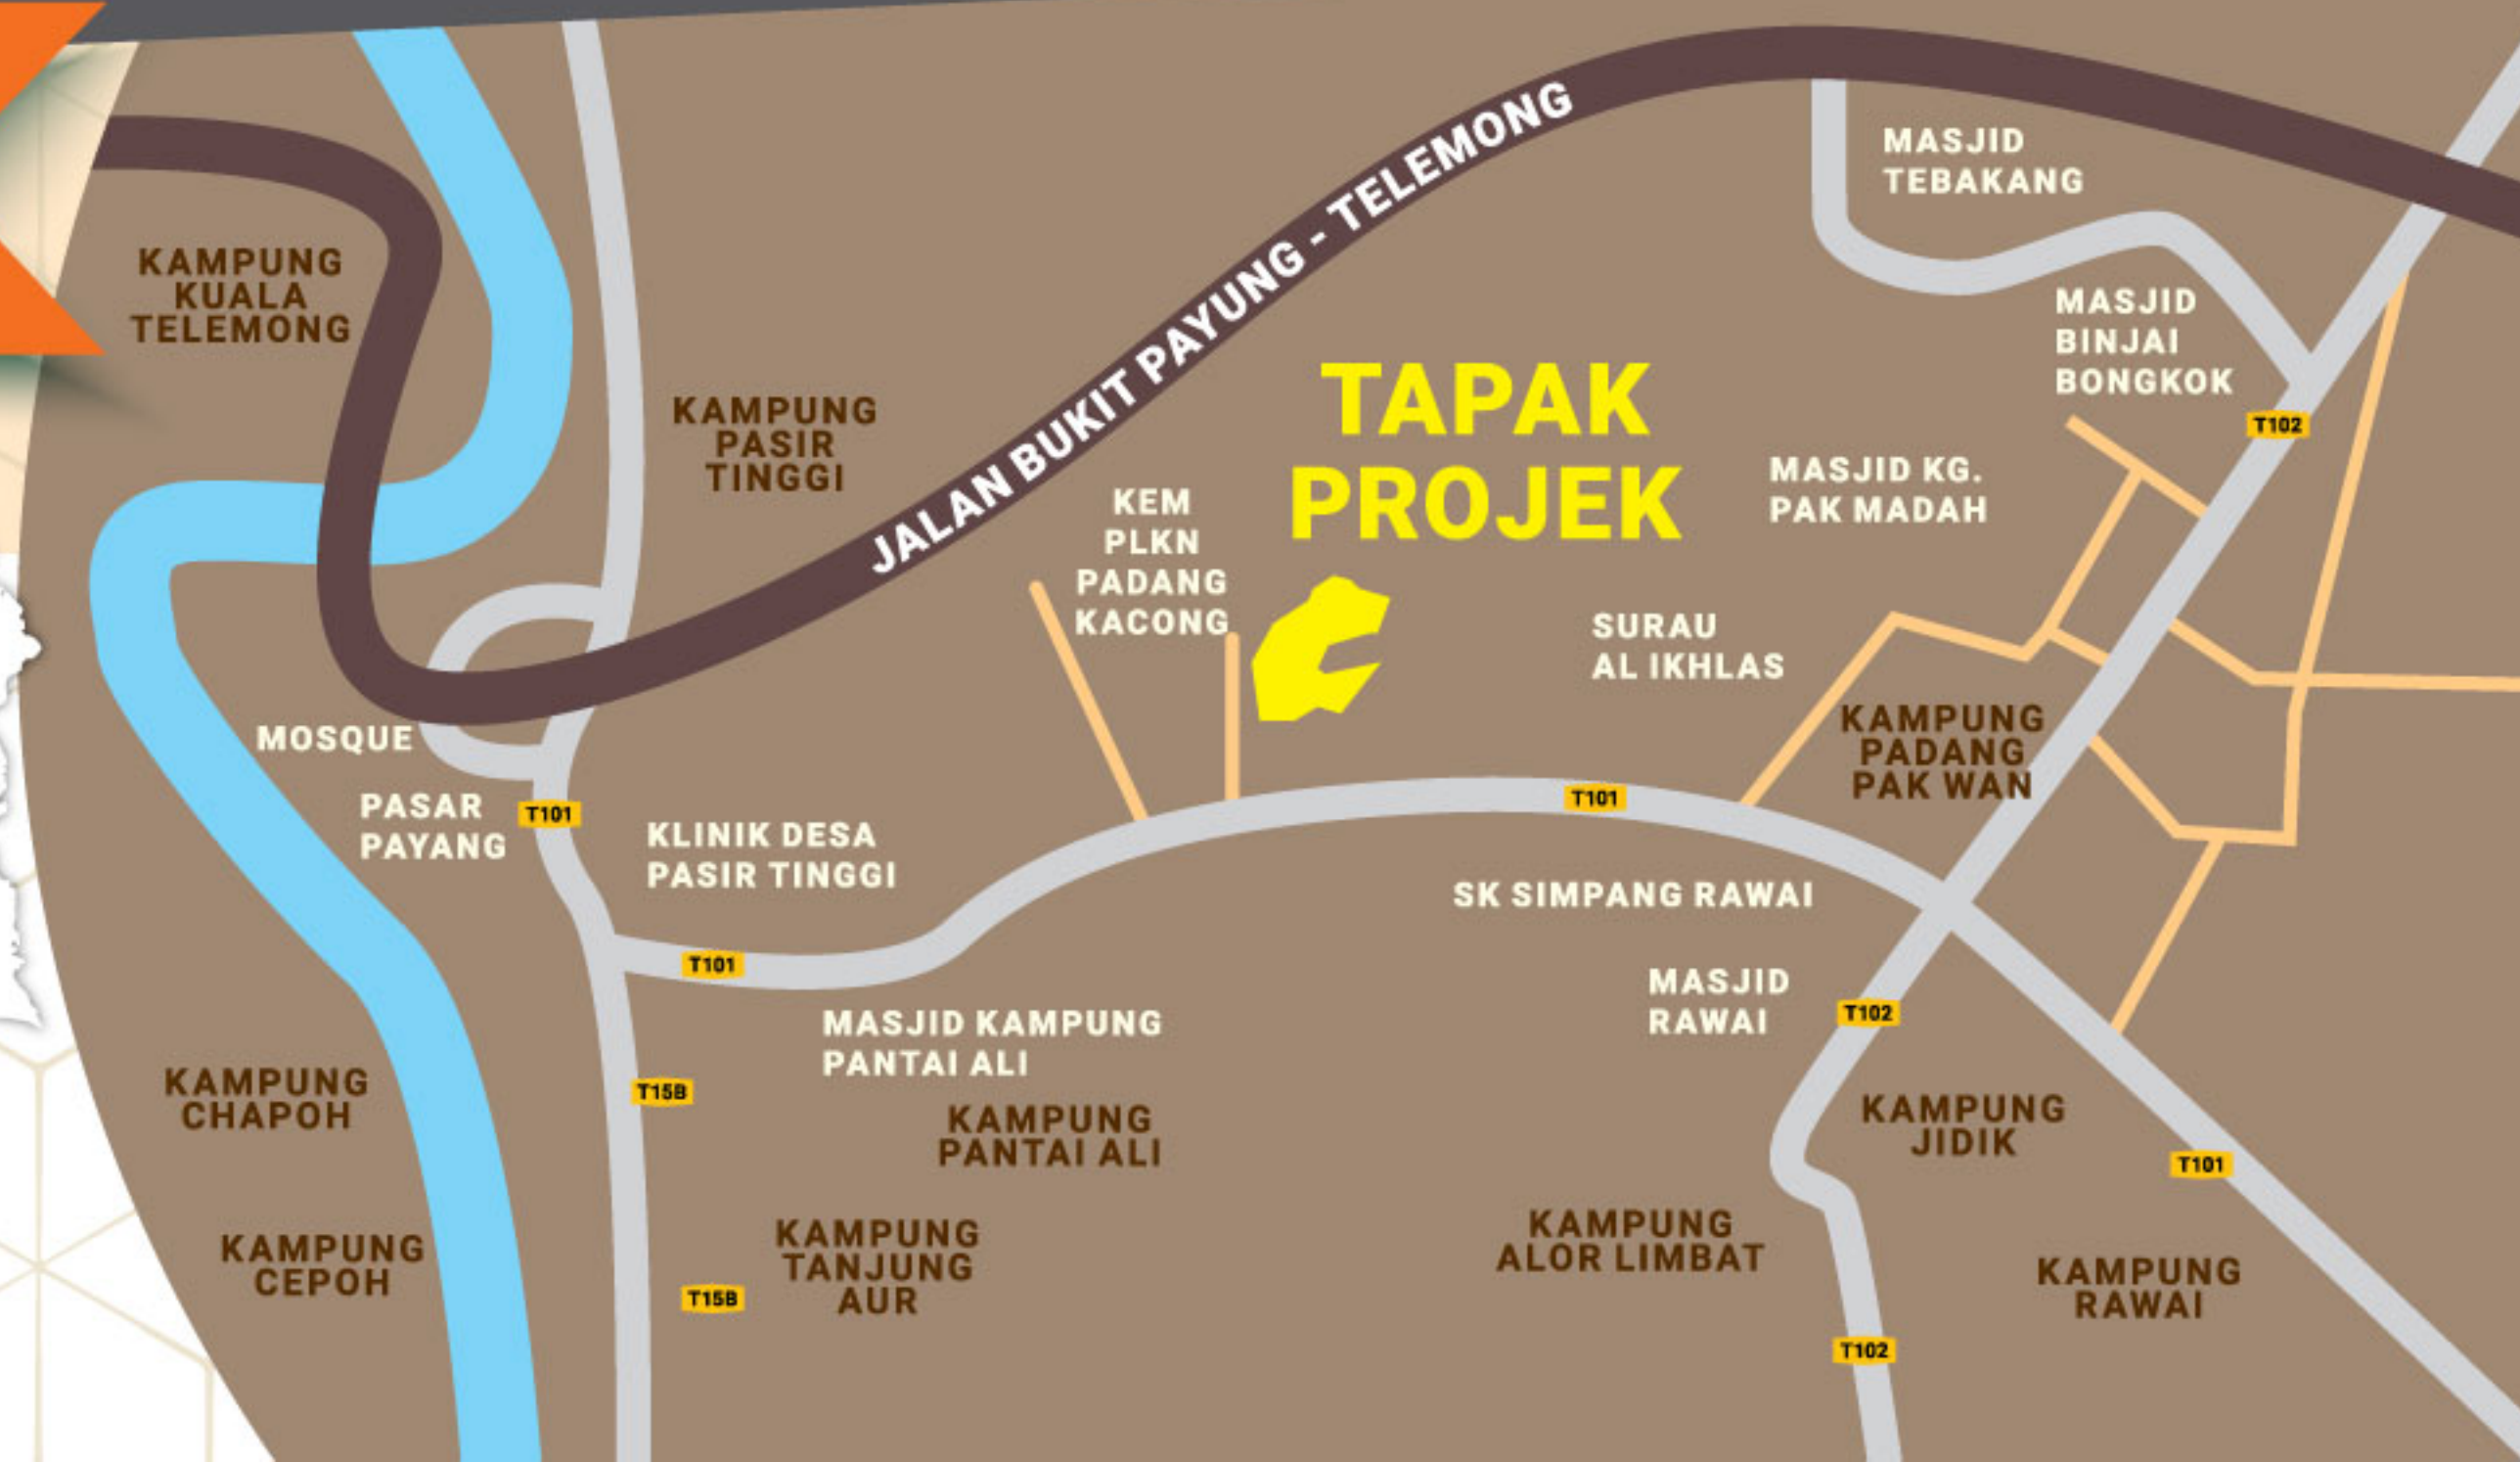 MASJID
TEBAKANG
JALAN BUKIT PAYUNG - TELEMONG
KAMPUNG
KUALA
TELEMONG
MASJID
BINJAI
BONGKOK
T102
KAMPUNG
PASIR
TINGGI
TAPAK
PROJEK
MASJID KG.
PAK MADAH
KEM
PLKN
PADANG
KACONG
SURAU
AL IKHLAS
KAMPUNG
PADANG
PAK WAN
MOSQUE
PASAR
PAYANG
T101
T101
KLINIK DESA
PASIR TINGGI
SK SIMPANG RAWAI
T101
MASJID
RAWAI
T102
MASJID KAMPUNG
PANTAI ALI
KAMPUNG
CHAPOH
T15B
KAMPUNG
PANTAI ALI
KAMPUNG
JIDIK
T101
KAMPUNG
CEPOH
KAMPUNG
TANJUNG
AUR
T15B
KAMPUNG
ALOR LIMBAT
KAMPUNG
RAWAI
T102